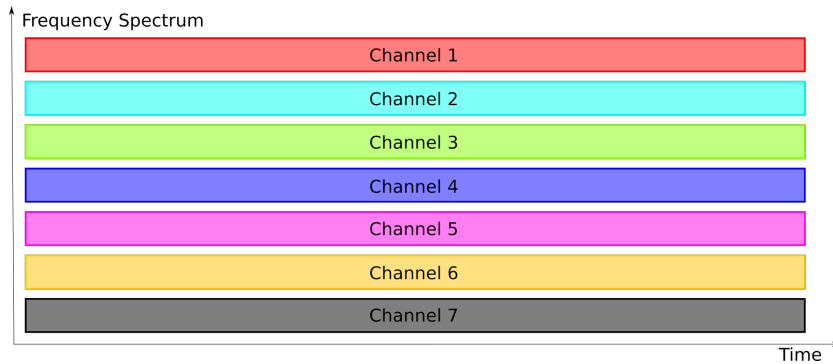 Frequency Spectrum
Channel 1
Channel 2
Channel 3
Channel 4
Channel 5
Channel 6
Channel 7
Time